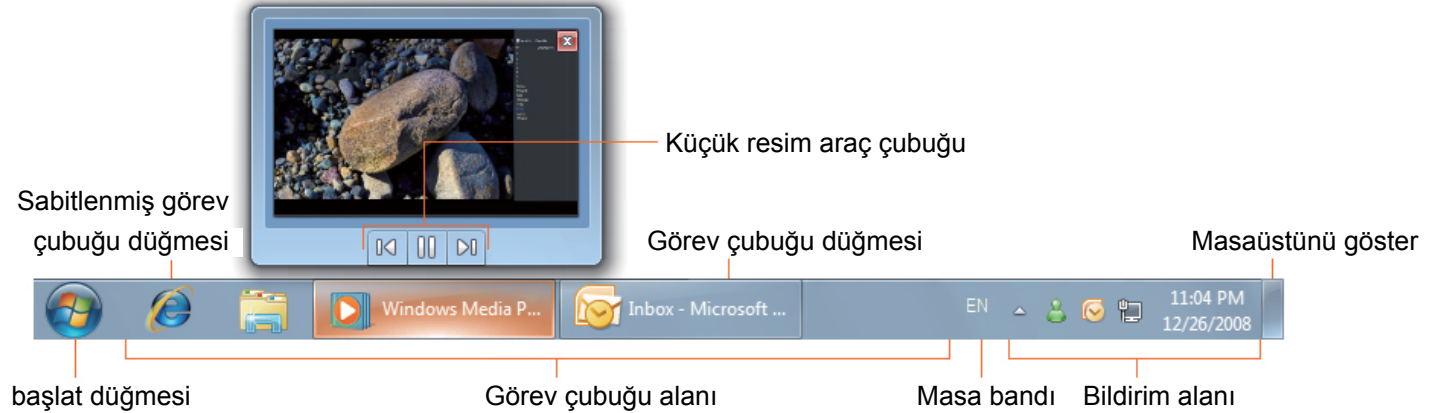 Küçük resim araç çubuğu
Sabitlenmiş görev
çubuğu düğmesi
Görev çubuğu düğmesi
Masaüstünü göster
Windows Media P...
Inbox - Microsoft ...
EN
11:04 PM
12/26/2008
başlat düğmesi
Görev çubuğu alanı
Masa bandı
Bildirim alanı